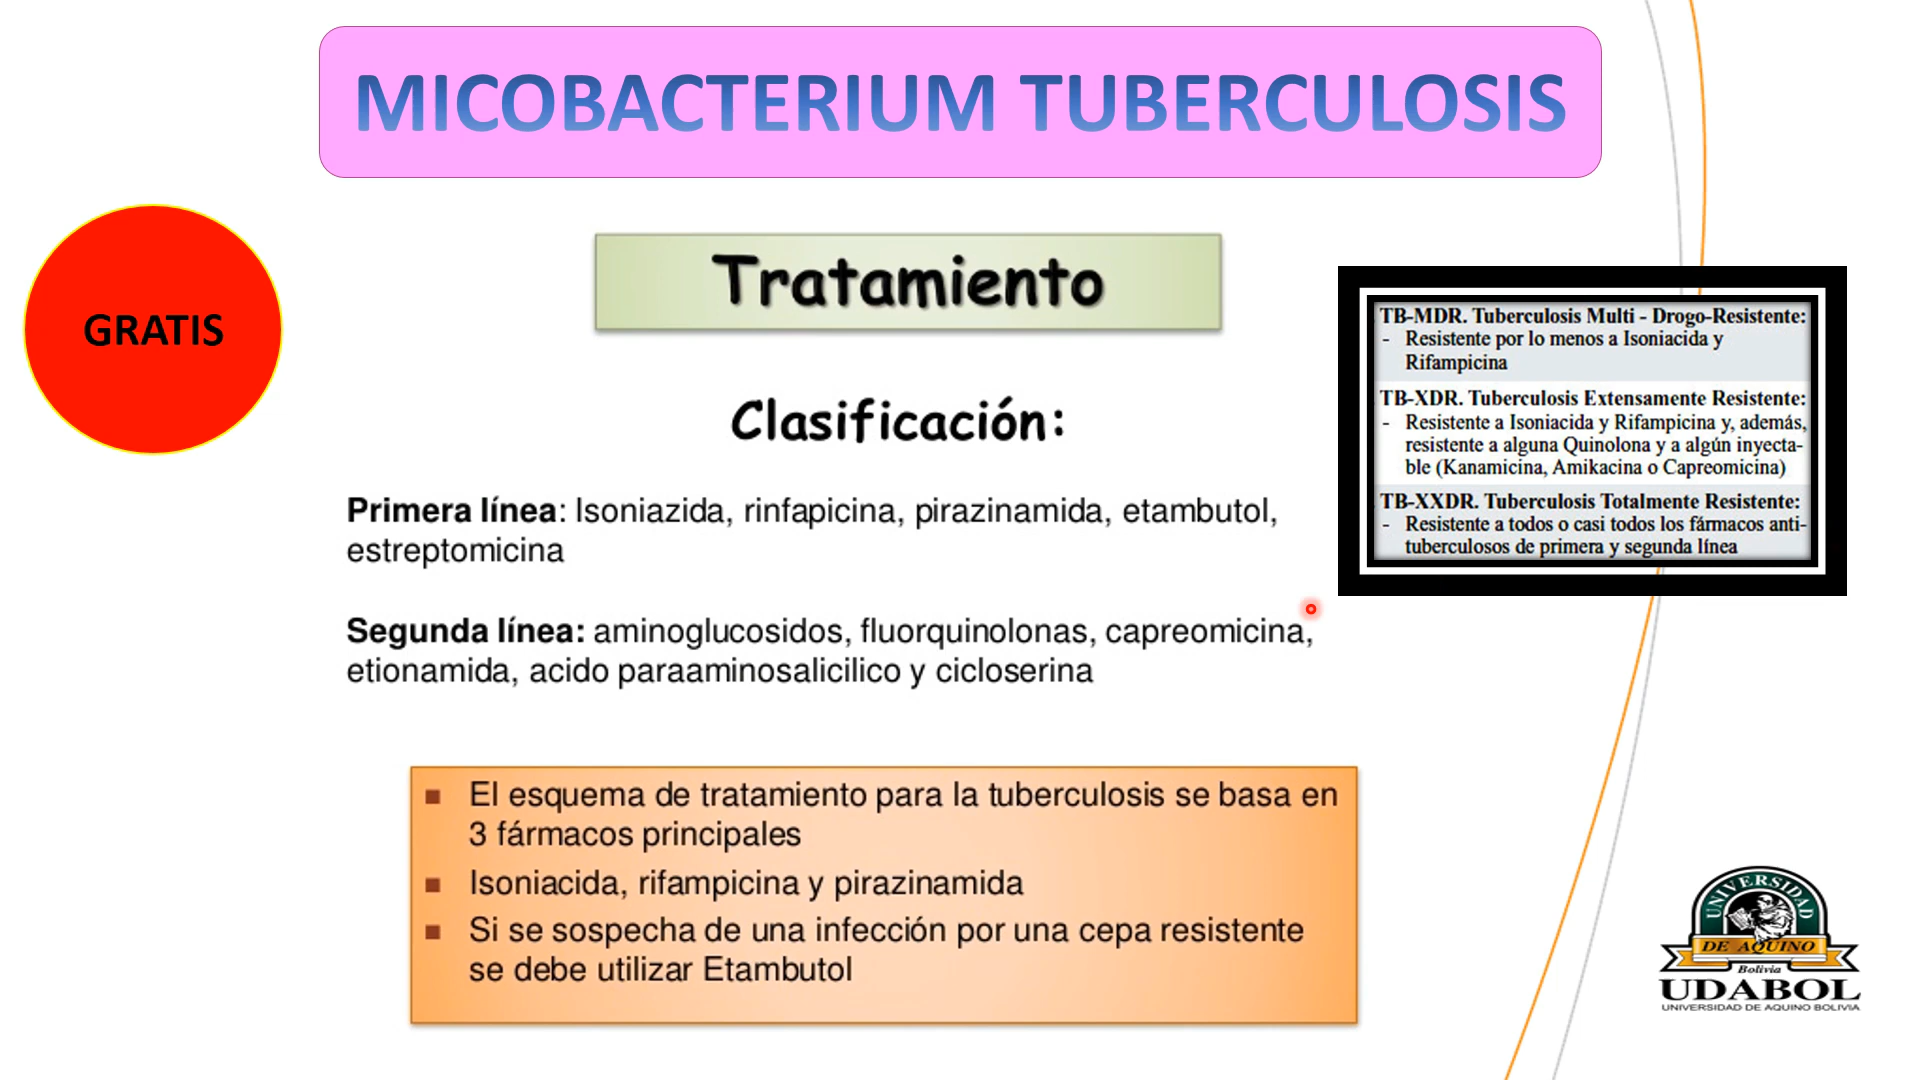 MICOBACTERIUM TUBERCULOSIS
GRATIS
Tratamiento
Clasificación:
Primera línea: Isoniazida, rinfapicina, pirazinamida, etambutol,
estreptomicina
Segunda línea: aminoglucosidos, fluorquinolonas, capreomicina,
etionamida, acido paraaminosalicilico y cicloserina
TB-MDR. Tuberculosis Multi - Drogo-Resistente:
- Resistente por lo menos a Isoniacida y
Rifampicina
TB-XDR. Tuberculosis Extensamente Resistente:
- Resistente a Isoniacida y Rifampicina y, además,
resistente a alguna Quinolona y a algún inyecta-
ble (Kanamicina, Amikacina o Capreomicina)
TB-XXDR. Tuberculosis Totalmente Resistente:
- Resistente a todos o casi todos los fármacos anti-
tuberculosos de primera y segunda línea
■ El esquema de tratamiento para la tuberculosis se basa en
3 fármacos principales
■ Isoniacida, rifampicina y pirazinamida
■ Si se sospecha de una infección por una cepa resistente
se debe utilizar Etambutol
UNIVERSIDAD
DE AQUINO
Bolivia
UDABOL
UNIVERSIDAD DE AQUINO BOLIVIA